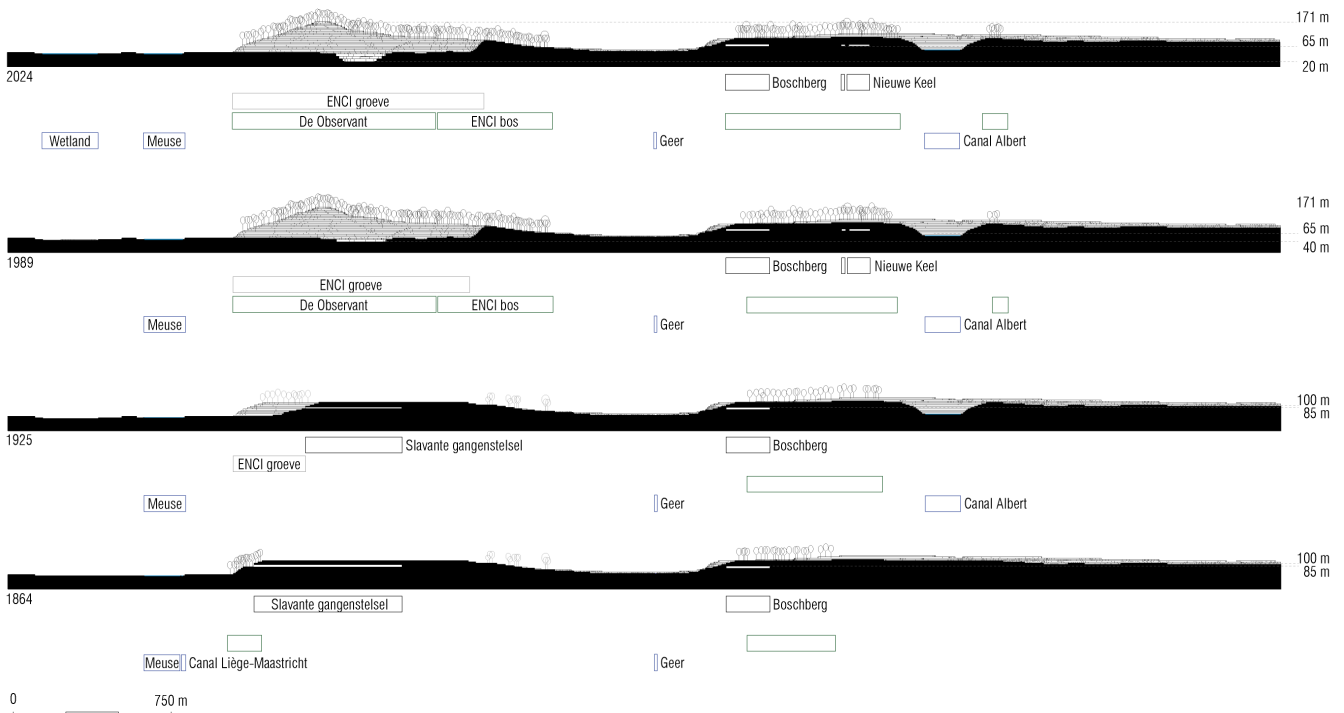 171 m
65 m
20 m
2024
Boschberg Nieuwe Keel
ENCI groeve
De Observant ENCI bos
Wetland Meuse Geer Canal Albert
171 m
65 m
40 m
1989
Boschberg Nieuwe Keel
ENCI groeve
De Observant ENCI bos
Meuse Geer Canal Albert
100 m
85 m
1925
Slavante gangenstelsel Boschberg
ENCI groeve
Meuse Geer Canal Albert
100 m
85 m
1864
Slavante gangenstelsel Boschberg
Meuse Canal Liège-Maastricht Geer
0 750 m